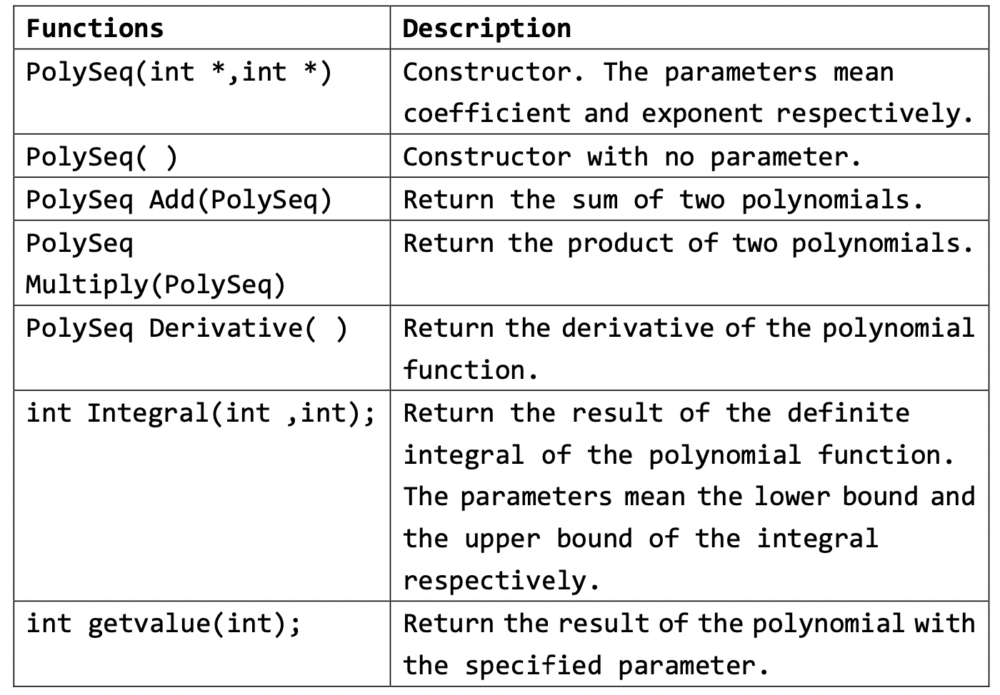 Functions
Description
PolySeq(int *,int *)
Constructor. The parameters mean
coefficient and exponent respectively.
PolySeq( )
Constructor with no parameter.
PolySeq Add(PolySeq)
Return the sum of two polynomials.
PolySeq
Multiply(PolySeq)
Return the product of two polynomials.
PolySeq Derivative( )
Return the derivative of the polynomial
function.
int Integral(int ,int);
Return the result of the definite
integral of the polynomial function.
The parameters mean the lower bound and
the upper bound of the integral
respectively.
int getvalue(int);
Return the result of the polynomial with
the specified parameter.